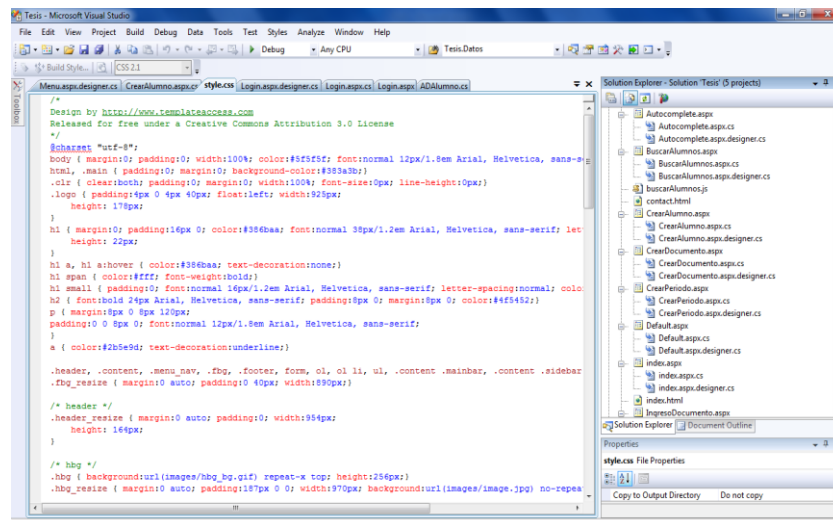 Tesis - Microsoft Visual Studio
File Edit View Project Build Debug Data Tools Test Styles Analyze Window Help
Debug Any CPU Tesis.Datos
Build Style... CSS 2.1
Menu.aspx.designer.cs CrearAlumno.aspx.cs style.css Login.aspx.designer.cs Login.aspx.cs Login.aspx ADAlumno.cs
Toolbox
/*
Design by http://www.templateaccess.com
Released for free under a Creative Commons Attribution 3.0 License
*/
@charset "utf-8";
body { margin:0; padding:0; width:100%; color:#5f5f5f; font:normal 12px/1.8em Arial, Helvetica, sans-s
html, .main { padding:0; margin:0; background-color:#383a3b;}
.clr { clear:both; padding:0; margin:0; width:100%; font-size:0px; line-height:0px;}
.logo { padding:4px 0 4px 40px; float:left; width:925px;
height: 178px;
}
h1 { margin:0; padding:16px 0; color:#386baa; font:normal 38px/1.2em Arial, Helvetica, sans-serif; let
height: 22px;
}
h1 a, h1 a:hover { color:#386baa; text-decoration:none;}
h1 span { color:#fff; font-weight:bold;}
h1 small { padding:0; font:normal 16px/1.2em Arial, Helvetica, sans-serif; letter-spacing:normal; colo
h2 { font:bold 24px Arial, Helvetica, sans-serif; padding:8px 0; margin:8px 0; color:#4f5452;}
p { margin:8px 0 8px 120px;
padding:0 0 8px 0; font:normal 12px/1.8em Arial, Helvetica, sans-serif;
}
a { color:#2b5e9d; text-decoration:underline;}
.header, .content, .menu_nav, .fbg, .footer, form, ol, ol li, ul, .content .mainbar, .content .sidebar
.fbg_resize { margin:0 auto; padding:0 40px; width:890px;}
/* header */
.header_resize { margin:0 auto; padding:0; width:954px;
height: 164px;
}
/* hbg */
.hbg { background:url(images/hbg_bg.gif) repeat-x top; height:256px;}
.hbg_resize { margin:0 auto; padding:187px 0 0; width:970px; background:url(images/image.jpg) no-repea
Solution Explorer - Solution 'Tesis' (5 projects)
Autocomplete.aspx
Autocomplete.aspx.cs
Autocomplete.aspx.designer.cs
BuscarAlumnos.aspx
BuscarAlumnos.aspx.cs
BuscarAlumnos.aspx.designer.cs
buscarAlumnos.js
contact.html
CrearAlumno.aspx
CrearAlumno.aspx.cs
CrearAlumno.aspx.designer.cs
CrearDocumento.aspx
CrearDocumento.aspx.cs
CrearDocumento.aspx.designer.cs
CrearPeriodo.aspx
CrearPeriodo.aspx.cs
CrearPeriodo.aspx.designer.cs
Default.aspx
Default.aspx.cs
Default.aspx.designer.cs
index.aspx
index.aspx.cs
index.aspx.designer.cs
index.html
IngresoDocumento.aspx
Solution Explorer Document Outline
Properties
style.css File Properties
Copy to Output Directory Do not copy